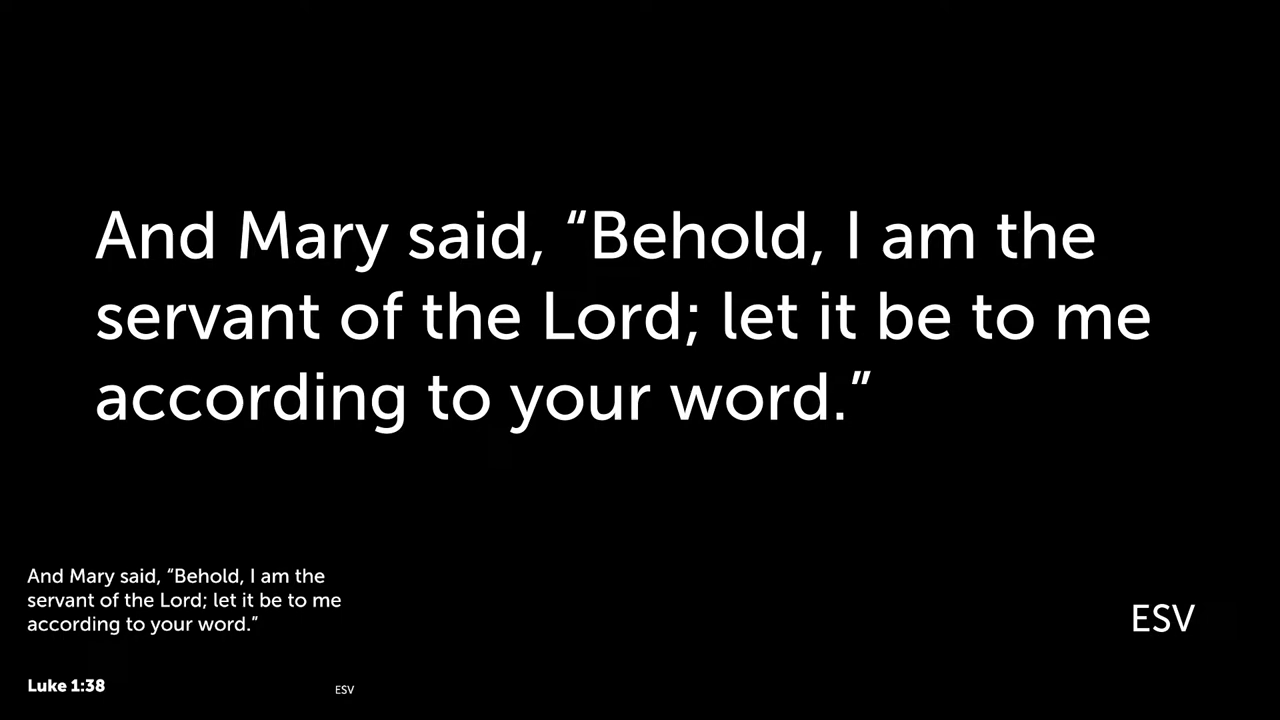 And Mary said, “Behold, I am the
servant of the Lord; let it be to me
according to your word.”
And Mary said, “Behold, I am the
servant of the Lord; let it be to me
according to your word.”
ESV
Luke 1:38
ESV